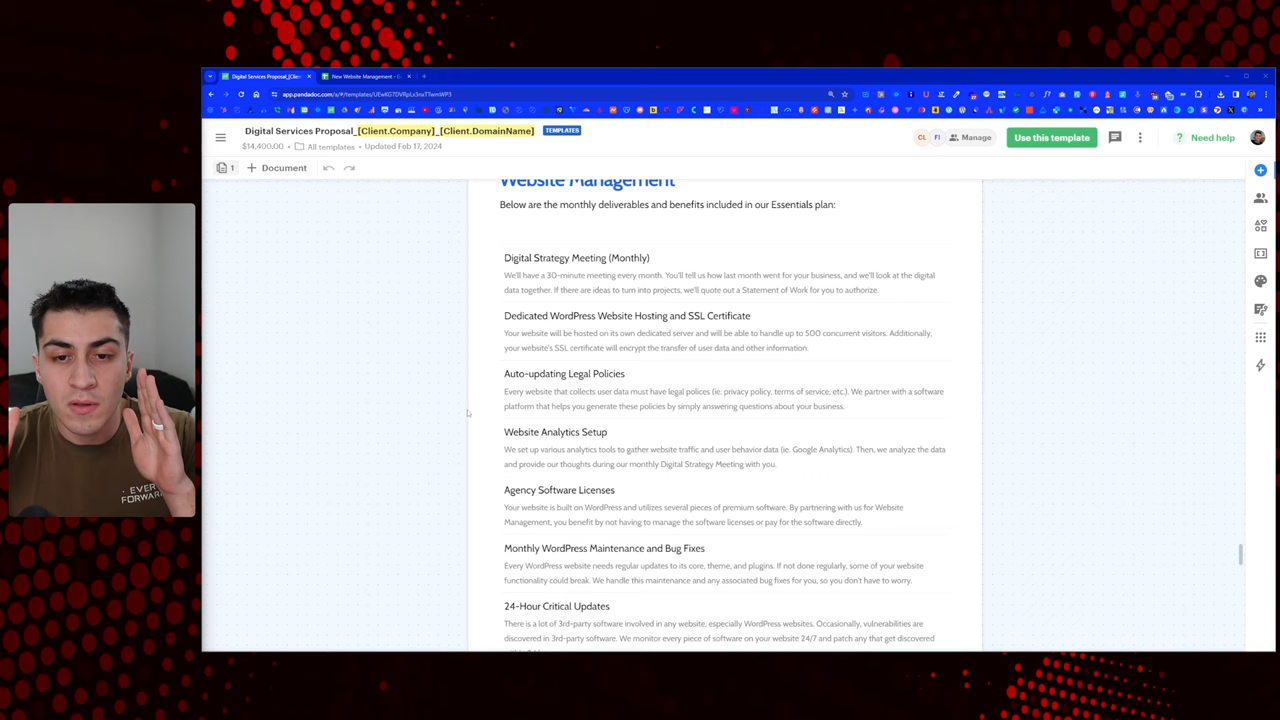 Digital Services Proposal_[Clien
New Website Management - G
app.pandadoc.com/a/#/templates/UEwKG7DVRpLx3nxTTwmWP3
Digital Services Proposal_[Client.Company]_[Client.DomainName] TEMPLATES
$14,400.00 • All templates • Updated Feb 17, 2024
CL FI Manage Use this template Need help
1 + Document
Website Management
Below are the monthly deliverables and benefits included in our Essentials plan:
Digital Strategy Meeting (Monthly)
We'll have a 30-minute meeting every month. You'll tell us how last month went for your business, and we'll look at the digital
data together. If there are ideas to turn into projects, we'll quote out a Statement of Work for you to authorize.
Dedicated WordPress Website Hosting and SSL Certificate
Your website will be hosted on its own dedicated server and will be able to handle up to 500 concurrent visitors. Additionally,
your website's SSL certificate will encrypt the transfer of user data and other information.
Auto-updating Legal Policies
Every website that collects user data must have legal polices (ie. privacy policy, terms of service, etc.). We partner with a software
platform that helps you generate these policies by simply answering questions about your business.
Website Analytics Setup
We set up various analytics tools to gather website traffic and user behavior data (ie. Google Analytics). Then, we analyze the data
and provide our thoughts during our monthly Digital Strategy Meeting with you.
Agency Software Licenses
Your website is built on WordPress and utilizes several pieces of premium software. By partnering with us for Website
Management, you benefit by not having to manage the software licenses or pay for the software directly.
Monthly WordPress Maintenance and Bug Fixes
Every WordPress website needs regular updates to its core, theme, and plugins. If not done regularly, some of your website
functionality could break. We handle this maintenance and any associated bug fixes for you, so you don't have to worry.
24-Hour Critical Updates
There is a lot of 3rd-party software involved in any website, especially WordPress websites. Occasionally, vulnerabilities are
discovered in 3rd-party software. We monitor every piece of software on your website 24/7 and patch any that get discovered
• EVER
FORWARD